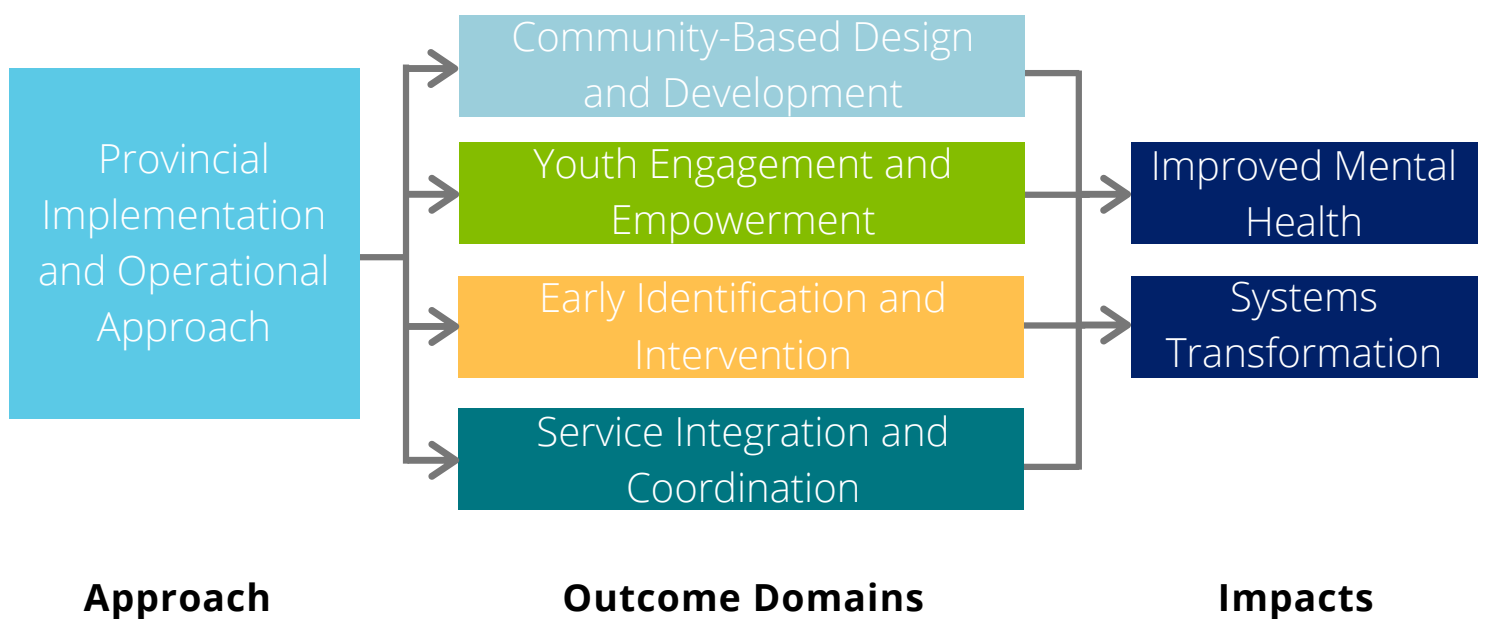 Provincial
Implementation
and Operational
Approach
Community-Based Design
and Development
Youth Engagement and
Empowerment
Early Identification and
Intervention
Service Integration and
Coordination
Improved Mental
Health
Systems
Transformation
Approach
Outcome Domains
Impacts